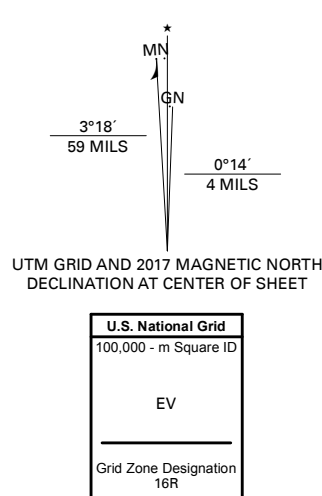 MN
GN
3°18´
59 MILS
0°14´
4 MILS
UTM GRID AND 2017 MAGNETIC NORTH
DECLINATION AT CENTER OF SHEET
U.S. National Grid
100,000 - m Square ID
EV
Grid Zone Designation
16R